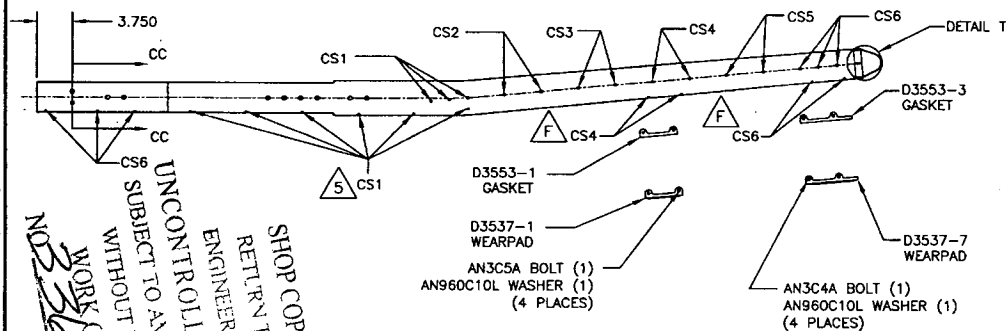 3.750
CC
CC
CS6
CS1
5
CS1
CS2
CS3
CS4
CS5
CS6
DETAIL T
F
CS4
F
CS6
D3553-3
GASKET
D3553-1
GASKET
D3537-1
WEARPAD
AN3C5A BOLT (1)
AN960C10L WASHER (1)
(4 PLACES)
D3537-7
WEARPAD
AN3C4A BOLT (1)
AN960C10L WASHER (1)
(4 PLACES)
SHOP COP
RETURN
ENGINEER
UNCONTROLL
SUBJECT TO A
WITHOUT
WORK
NO